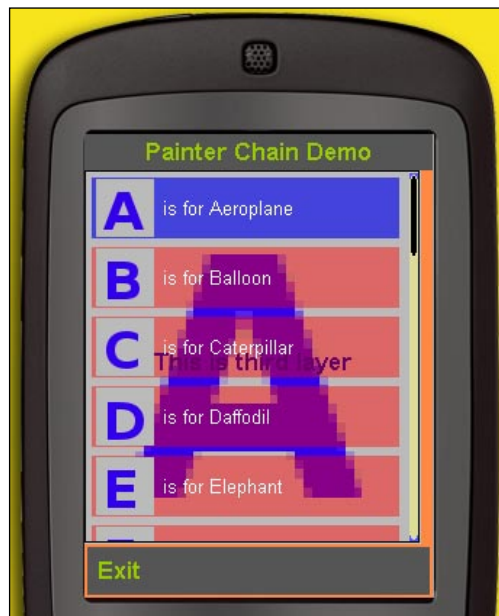 Painter Chain Demo
A is for Aeroplane
B is for Balloon
C is for Caterpillar
This is third layer
D is for Daffodil
E is for Elephant
Exit